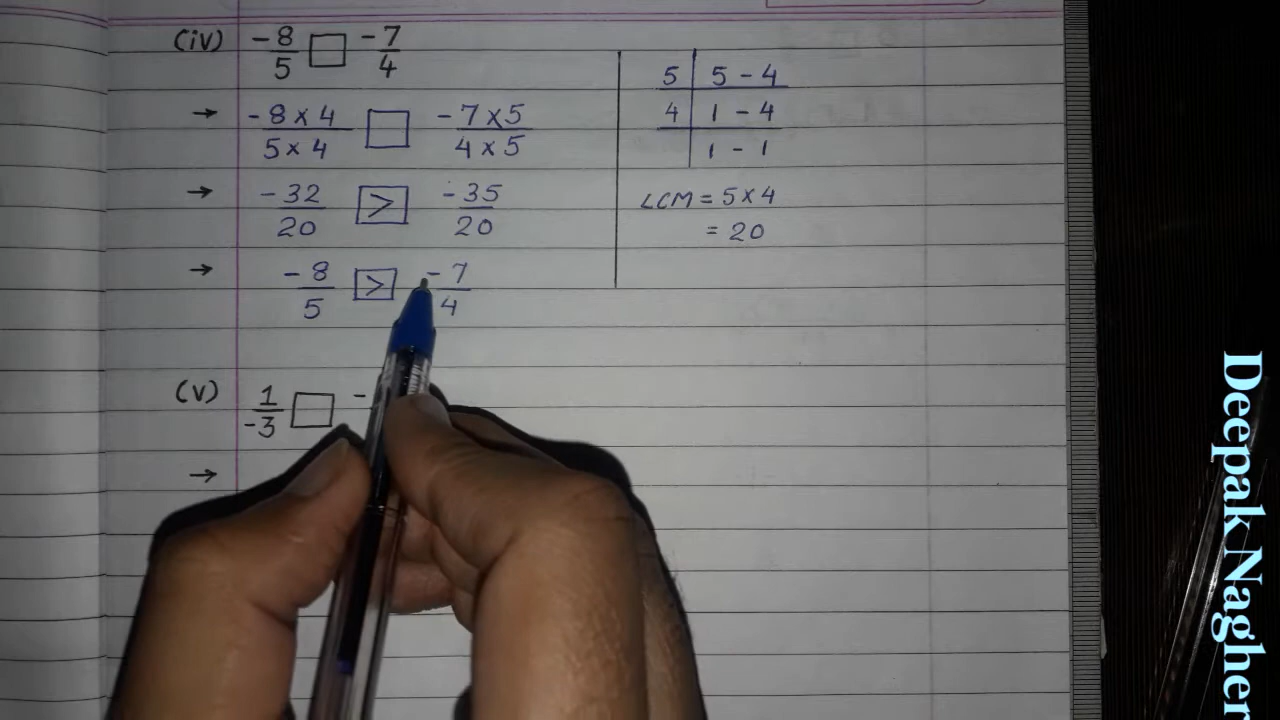 (iv) -8/5 □ -7/4
→ -8×4/5×4 □ -7×5/4×5
→ -32/20 > -35/20
→ -8/5 > -7/4
5 | 5 - 4
4 | 1 - 4
1 - 1
LCM = 5×4
= 20
(V) 1/-3 □ -
→
Deepak Nagher